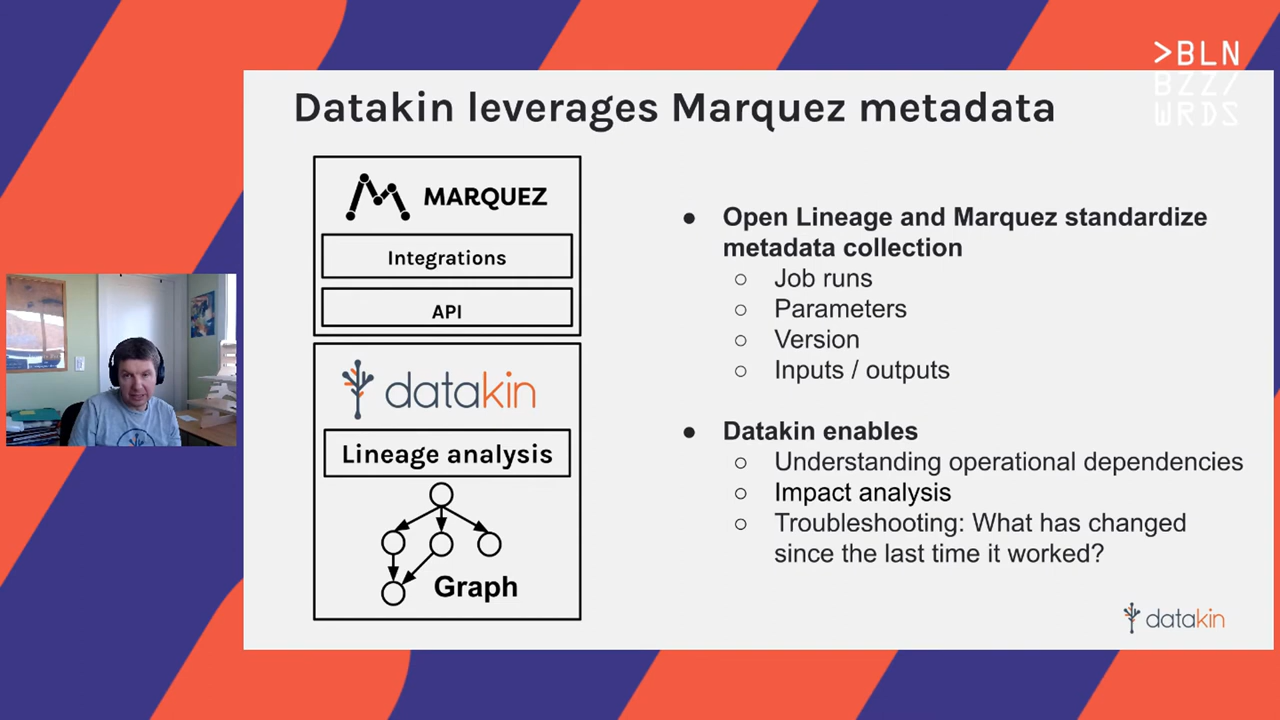 >BLN
BZZ/
WRDS
Datakin leverages Marquez metadata
MARQUEZ
Integrations
API
datakin
Lineage analysis
Graph
● Open Lineage and Marquez standardize
metadata collection
○ Job runs
○ Parameters
○ Version
○ Inputs / outputs
● Datakin enables
○ Understanding operational dependencies
○ Impact analysis
○ Troubleshooting: What has changed
since the last time it worked?
datakin